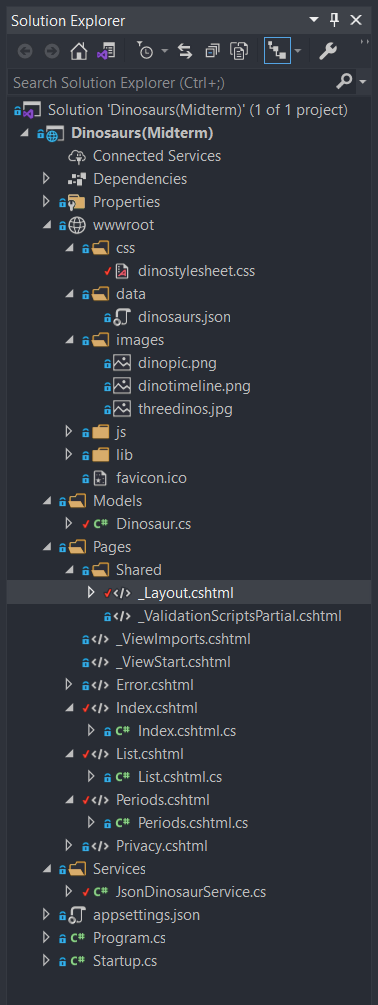 Solution Explorer
Search Solution Explorer (Ctrl+;)
Solution 'Dinosaurs(Midterm)' (1 of 1 project)
Dinosaurs(Midterm)
Connected Services
Dependencies
C# Properties
wwwroot
css
dinostylesheet.css
data
dinosaurs.json
images
dinopic.png
dinotimeline.png
threedinos.jpg
js
lib
favicon.ico
Models
C# Dinosaur.cs
Pages
Shared
_Layout.cshtml
_ValidationScriptsPartial.cshtml
_ViewImports.cshtml
_ViewStart.cshtml
Error.cshtml
Index.cshtml
C# Index.cshtml.cs
List.cshtml
C# List.cshtml.cs
Periods.cshtml
C# Periods.cshtml.cs
Privacy.cshtml
Services
C# JsonDinosaurService.cs
appsettings.json
C# Program.cs
C# Startup.cs